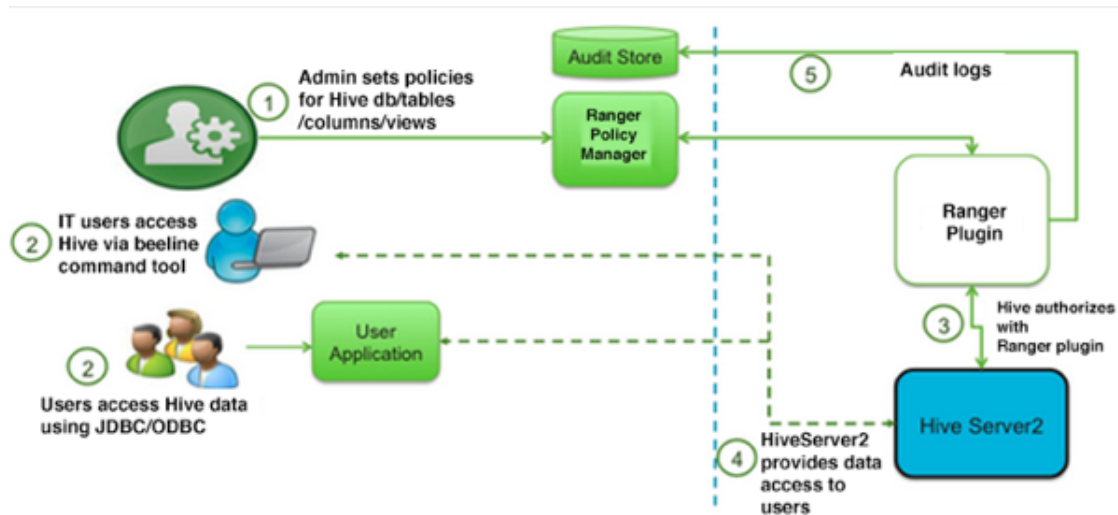 1
Admin sets policies
for Hive db/tables
/columns/views
Audit Store
Ranger
Policy
Manager
5
Audit logs
2
IT users access
Hive via beeline
command tool
Ranger
Plugin
User
Application
3
Hive authorizes
with
Ranger plugin
2
Users access Hive data
using JDBC/ODBC
Hive Server2
4
HiveServer2
provides data
access to
users